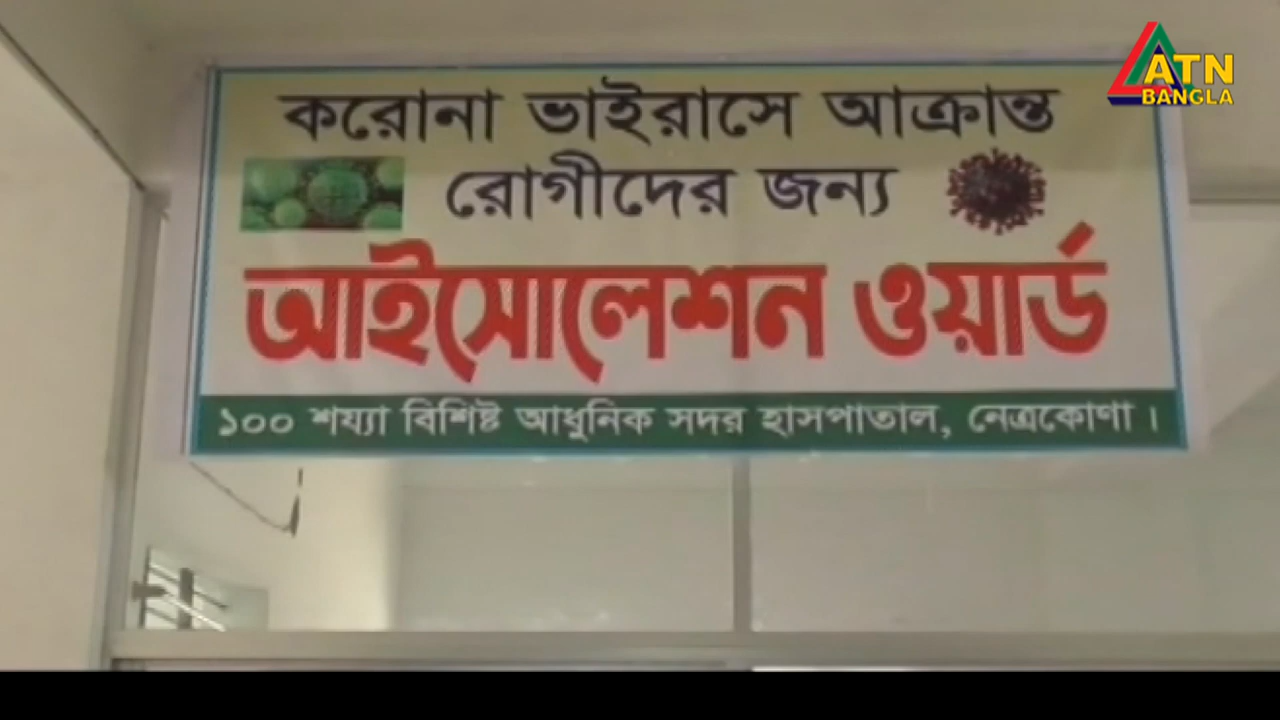 ATN
BANGLA
করোনা ভাইরাসে আক্রান্ত
রোগীদের জন্য
আইসোলেশন ওয়ার্ড
১০০ শয্যা বিশিষ্ট আধুনিক সদর হাসপাতাল, নেত্রকোণা।